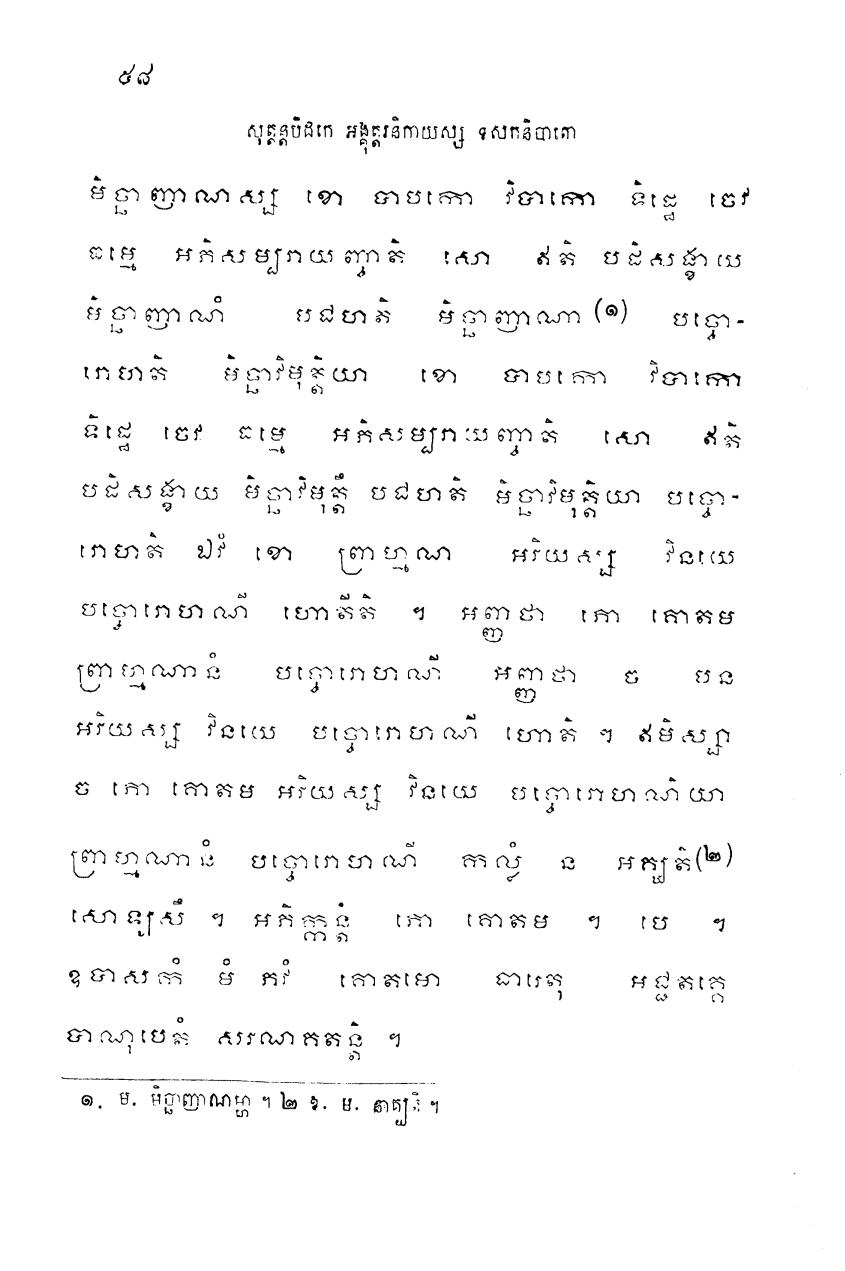 ៥៨
សុត្តន្តបិដកេ អង្គុត្តរនិកាយស្ស ទសកនិបាតោ
មិច្ឆាញាណស្ស ខោ បាបកោ វិបាកោ ទិដ្ឋេ ចេវ
ធម្មេ អភិសម្បរាយញ្ចាតិ សោ ឥតិ បដិសង្ខាយ
មិច្ឆាញាណំ បជហតិ មិច្ឆាញាណា (១) បច្ចោ-
រោហតិ មិច្ឆាវិមុត្តិយា ខោ បាបកោ វិបាកោ
ទិដ្ឋេ ចេវ ធម្មេ អភិសម្បរាយញ្ចាតិ សោ ឥតិ
បដិសង្ខាយ មិច្ឆាវិមុត្តឹ បជហតិ មិច្ឆាវិមុត្តិយា បច្ចោ-
រោហតិ ឯវំ ខោ ព្រាហ្មណ អរិយស្ស វិនយេ
បច្ចោរោហណី ហោតីតិ ។ អញ្ញថា ភោ គោតម
ព្រាហ្មណានំ បច្ចោរោហណី អញ្ញថា ច បន
អរិយស្ស វិនយេ បច្ចោរោហណី ហោតិ ។ ឥមិស្សា
ច ភោ គោតម អរិយស្ស វិនយេ បច្ចោរោហណិយា
ព្រាហ្មណានំ បច្ចោរោហណី កល្លំ ន អគ្ឃតិ (២)
សោឡសឹ ។ អភិក្កន្តំ ភោ គោតម ។ បេ ។
ឧបាសកំ មំ ភវំ គោតមោ ធារេតុ អជ្ជតគ្គេ
បាណុបេតំ សរណគតន្តិ ។
១. ម. មិច្ឆាញាណម្ហា ។ ២ ឱ. ម. នាគ្ឃតិ ។